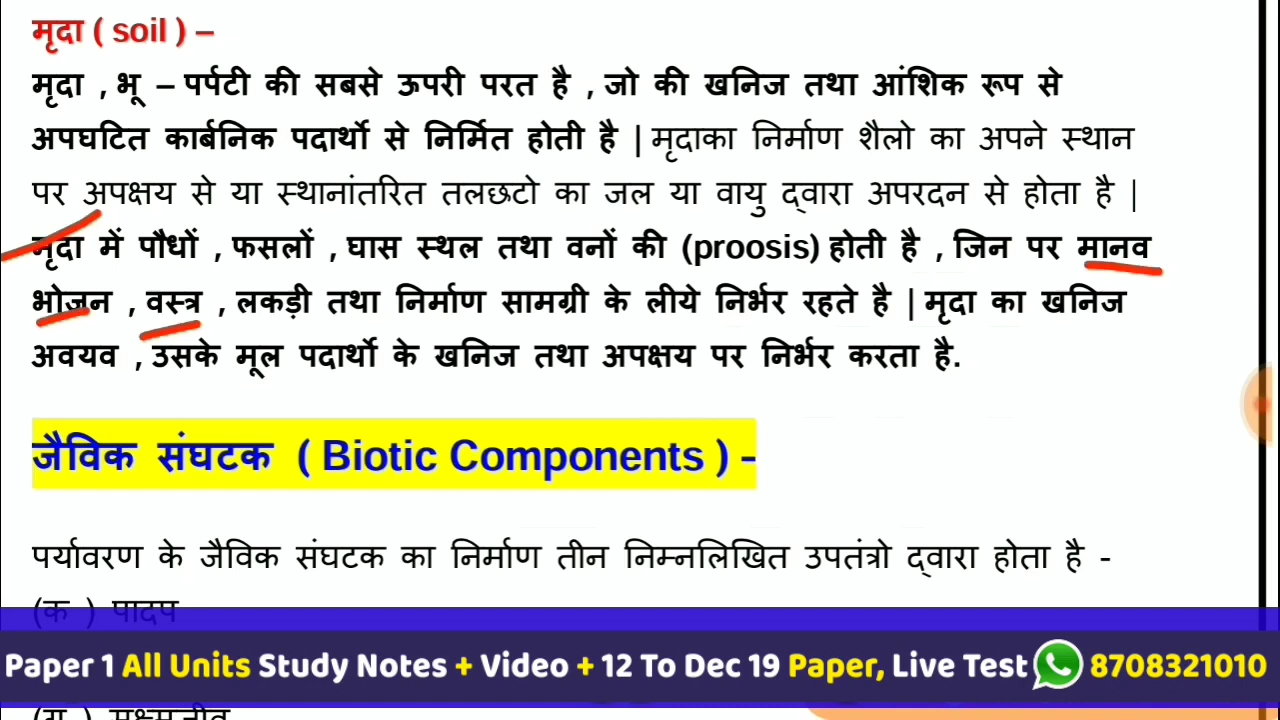 मृदा ( soil ) –
मृदा , भू – पर्पटी की सबसे ऊपरी परत है , जो की खनिज तथा आंशिक रूप से
अपघटित कार्बनिक पदार्थो से निर्मित होती है | मृदाका निर्माण शैलो का अपने स्थान
पर अपक्षय से या स्थानांतरित तलछटो का जल या वायु द्वारा अपरदन से होता है |
मृदा में पौधों , फसलों , घास स्थल तथा वनों की (proosis) होती है , जिन पर मानव
भोजन , वस्त्र , लकड़ी तथा निर्माण सामग्री के लीये निर्भर रहते है | मृदा का खनिज
अवयव , उसके मूल पदार्थो के खनिज तथा अपक्षय पर निर्भर करता है.
जैविक संघटक ( Biotic Components ) -
पर्यावरण के जैविक संघटक का निर्माण तीन निम्नलिखित उपतंत्रो द्वारा होता है -
(क ) पादप
Paper 1 All Units Study Notes + Video + 12 To Dec 19 Paper, Live Test 8708321010
(ग ) सूक्ष्मजीव